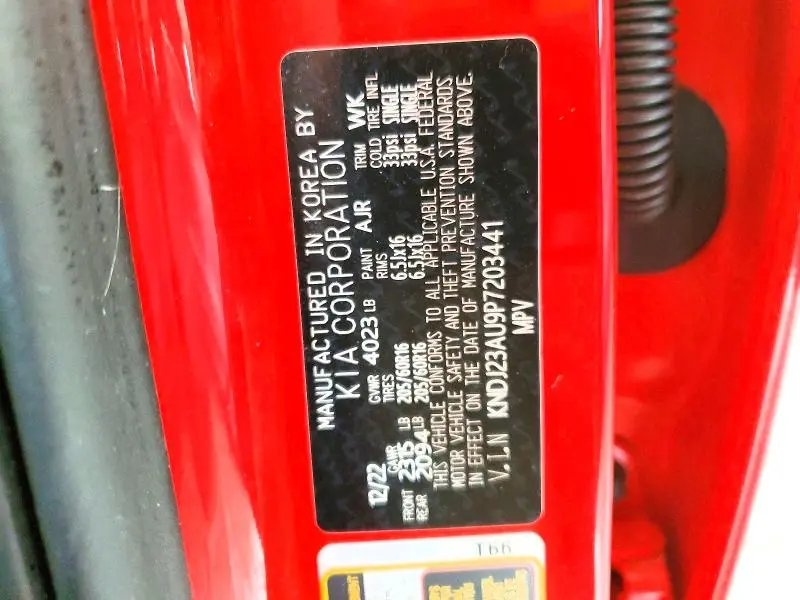 MANUFACTURED IN KOREA BY
KIA CORPORATION
12/22 GVWR 4023 LB PAINT AJR TRIM WK
GAWR TIRES RIMS COLD TIRE INFL
FRONT 2315 LB 205/60R16 6.5Jx16 33psi SINGLE
REAR 2094 LB 205/60R16 6.5Jx16 33psi SINGLE
THIS VEHICLE CONFORMS TO ALL APPLICABLE U.S.A. FEDERAL
MOTOR VEHICLE SAFETY AND THEFT PREVENTION STANDARDS
IN EFFECT ON THE DATE OF MANUFACTURE SHOWN ABOVE.
V.I.N KNDJ23AU9P7203441
MPV
T66